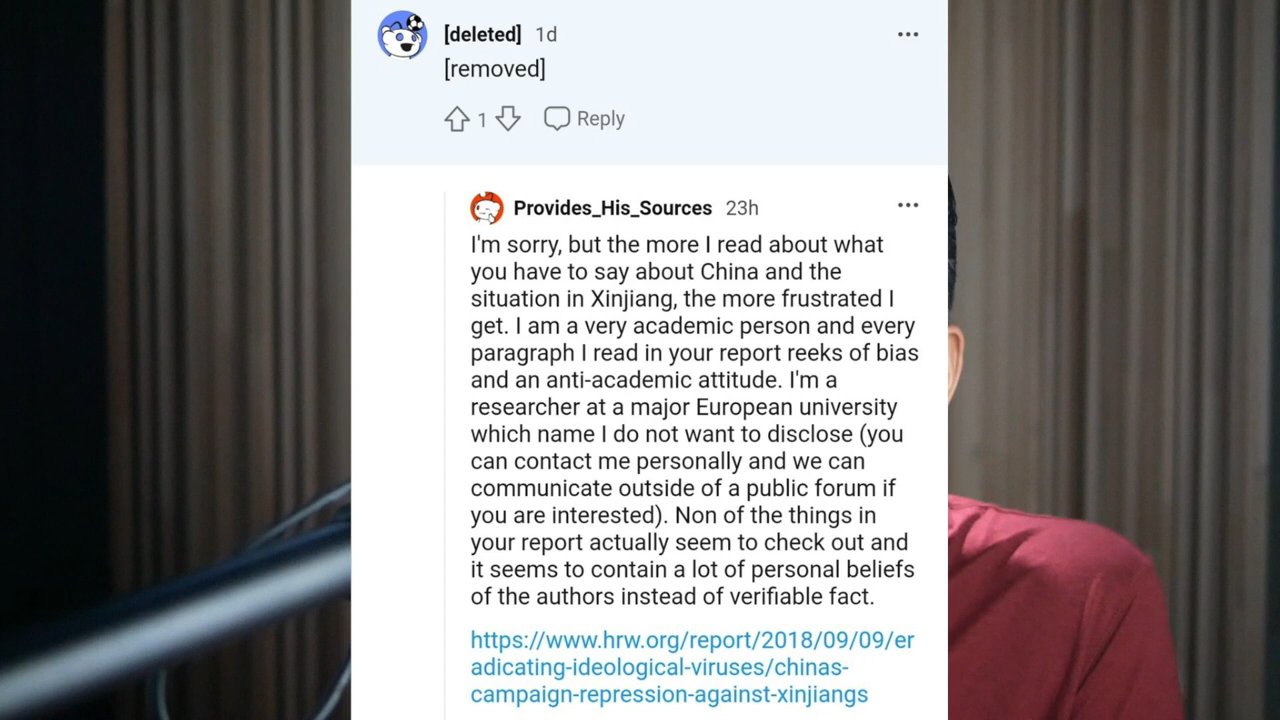 [deleted] 1d
[removed]
1 Reply
Provides_His_Sources 23h
I'm sorry, but the more I read about what
you have to say about China and the
situation in Xinjiang, the more frustrated I
get. I am a very academic person and every
paragraph I read in your report reeks of bias
and an anti-academic attitude. I'm a
researcher at a major European university
which name I do not want to disclose (you
can contact me personally and we can
communicate outside of a public forum if
you are interested). Non of the things in
your report actually seem to check out and
it seems to contain a lot of personal beliefs
of the authors instead of verifiable fact.
https://www.hrw.org/report/2018/09/09/er
adicating-ideological-viruses/chinas-
campaign-repression-against-xinjiangs